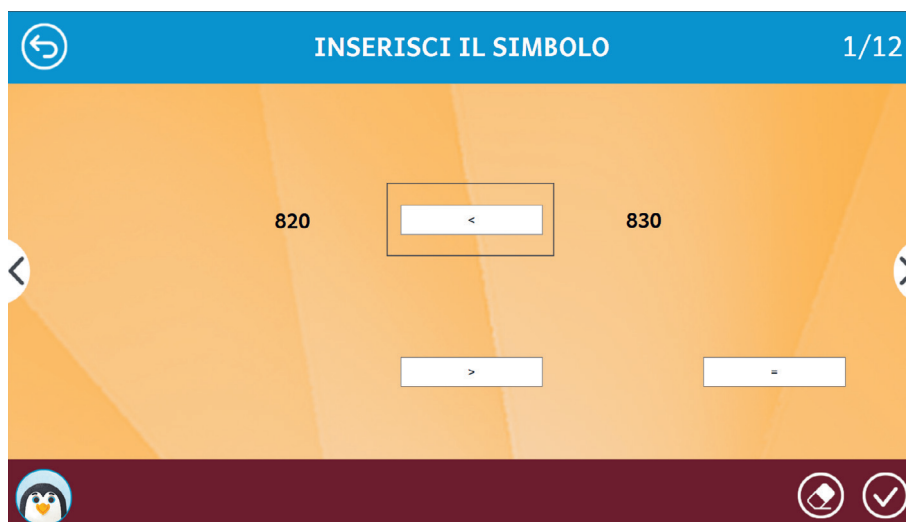 INSERISCI IL SIMBOLO 1/12
820 < 830
> =